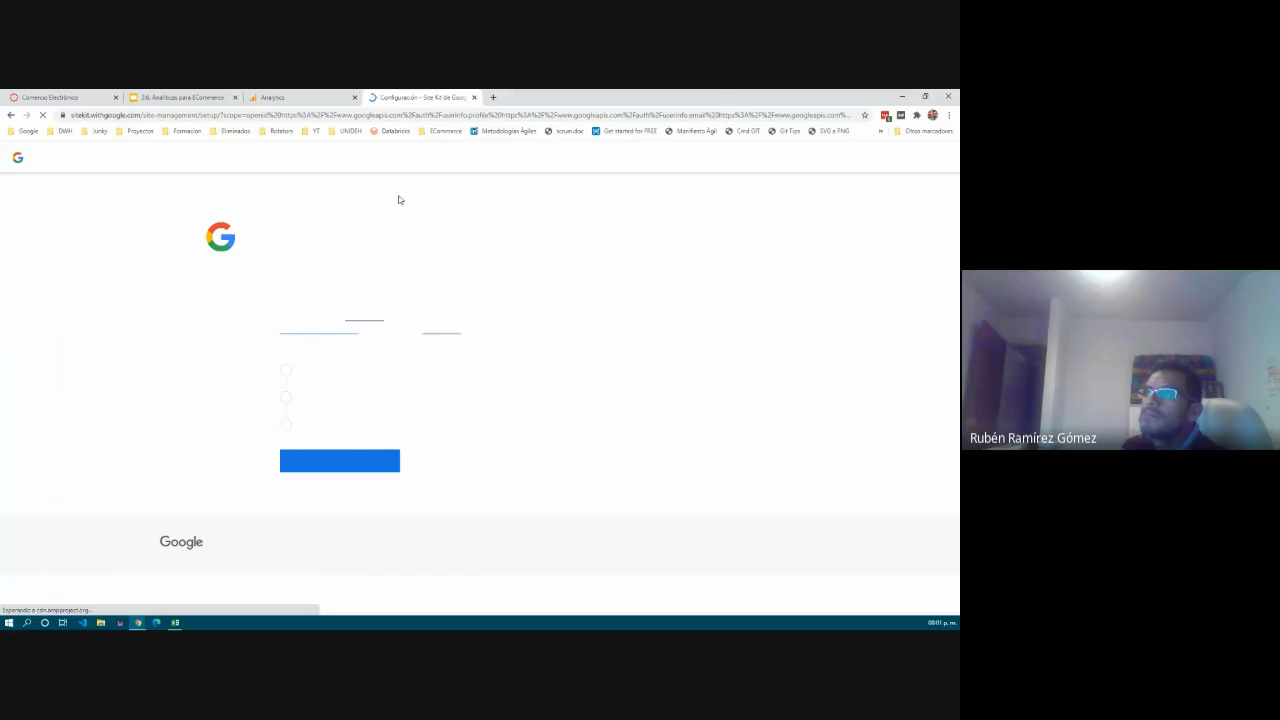 Comercio Electrónico
3.6. Analíticas para ECommerce
Analytics
Configuración - Site Kit de Goog
sitekit.withgoogle.com/site-management/setup/?scope=openid%20https%3A%2F%2Fwww.googleapis.com%2Fauth%2Fuserinfo.profile%20https%3A%2F%2Fwww.googleapis.com%2Fauth%2Fuserinfo.email%20https%3A%2F%2Fwww.googleapis.com%2...
Google DWH Junky Proyectos Formacion Eliminados Rotators YT UNIDEH Databricks ECommerce Metodologías Ágiles scrum.doc Get started for FREE Manifiesto Ágil Cmd GIT Git Tips SVG a PNG » Otros marcadores
Google
Rubén Ramírez Gómez
Esperando a cdn.ampproject.org...
08:01 p. m.